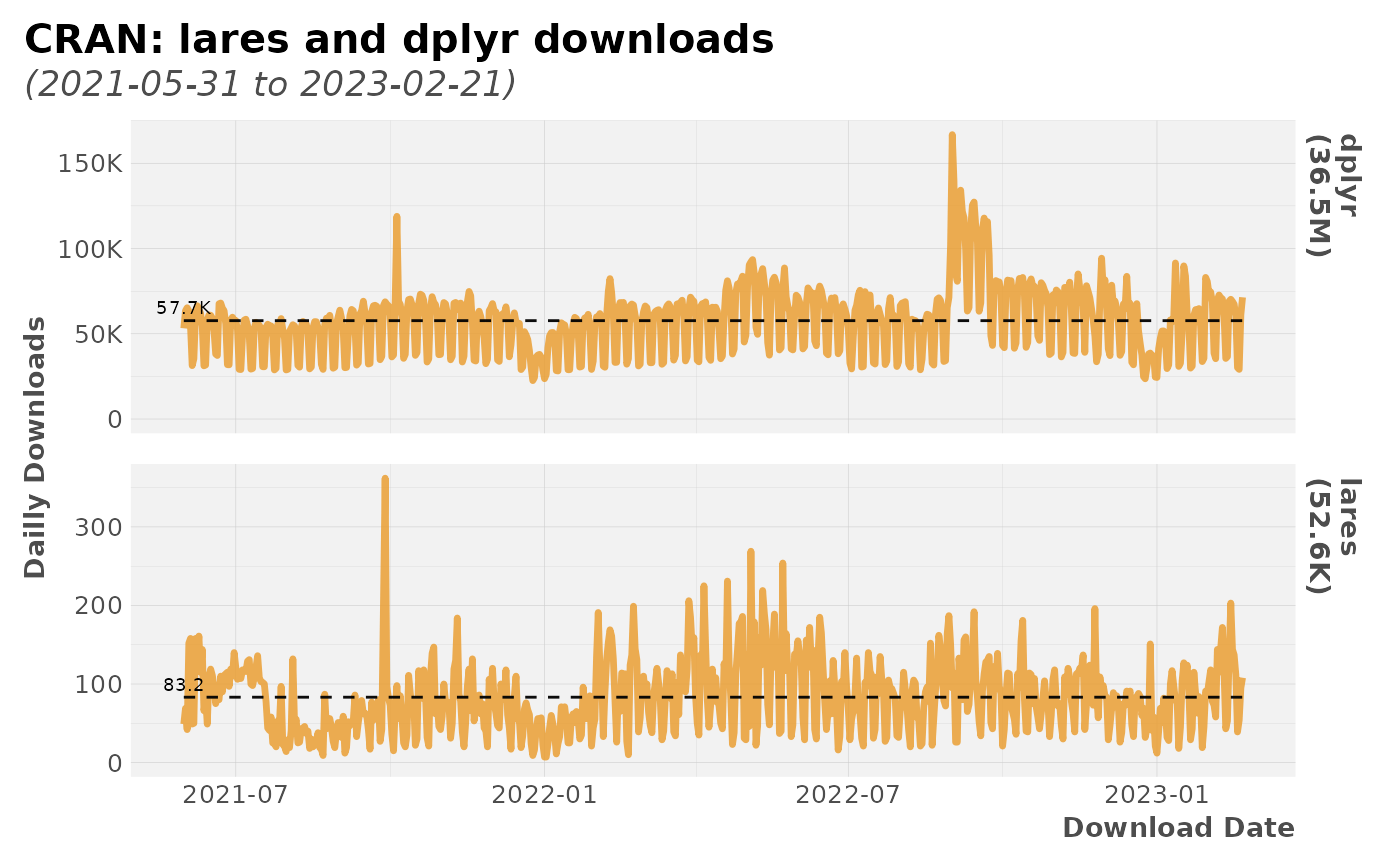 CRAN: lares and dplyr downloads
(2021-05-31 to 2023-02-21)
Dailly Downloads
150K
100K
50K
0
57.7K
dplyr
(36.5M)
300
200
100
0
83.2
lares
(52.6K)
2021-07
2022-01
2022-07
2023-01
Download Date